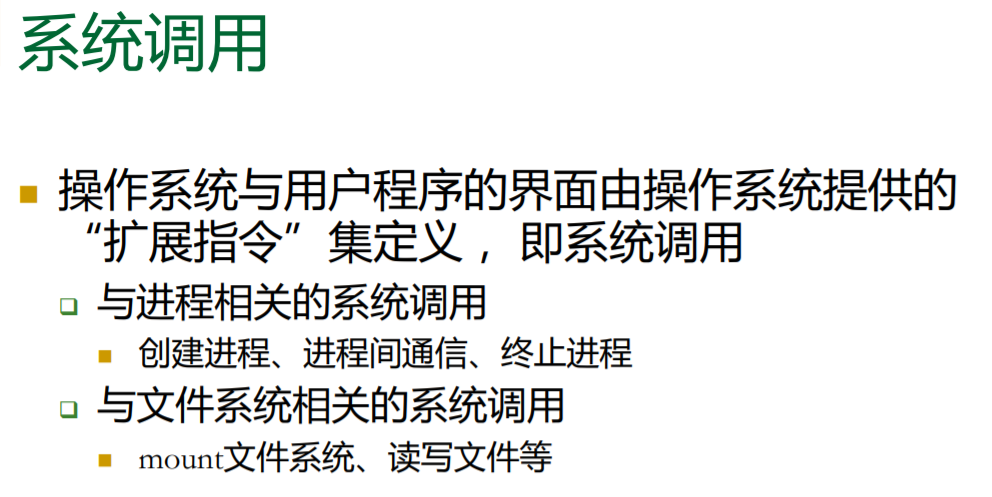 系统调用
操作系统与用户程序的界面由操作系统提供的
“扩展指令”集定义，即系统调用
与进程相关的系统调用
创建进程、进程间通信、终止进程
与文件系统相关的系统调用
mount文件系统、读写文件等